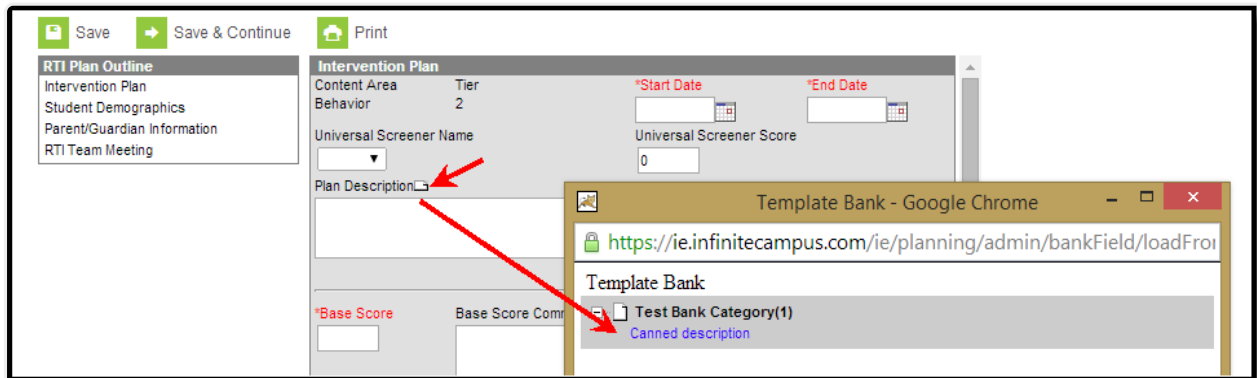 Save Save & Continue Print
RTI Plan Outline
Intervention Plan
Student Demographics
Parent/Guardian Information
RTI Team Meeting
Intervention Plan
Content Area Tier *Start Date *End Date
Behavior 2
Universal Screener Name Universal Screener Score
0
Plan Description
*Base Score Base Score Comm
Template Bank - Google Chrome
https://ie.infinitecampus.com/ie/planning/admin/bankField/loadFro
Template Bank
Test Bank Category(1)
Canned description